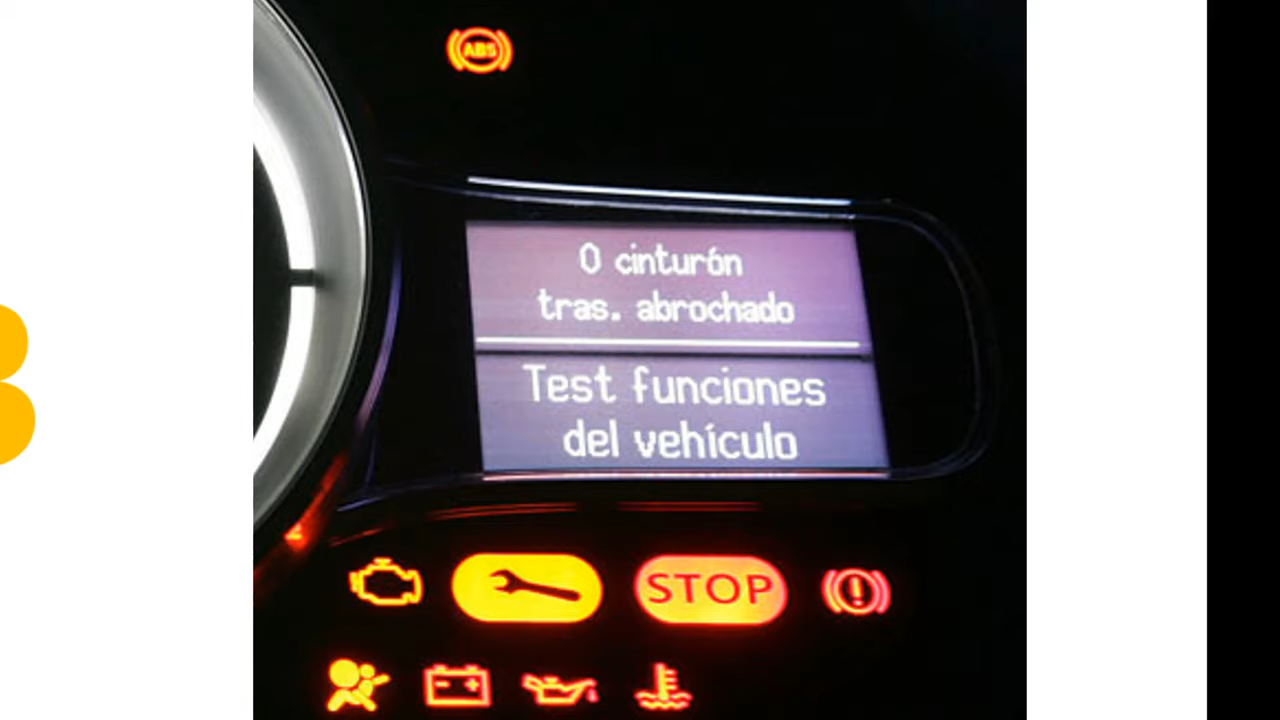 ABS
0 cinturón
tras. abrochado
Test funciones
del vehículo
STOP